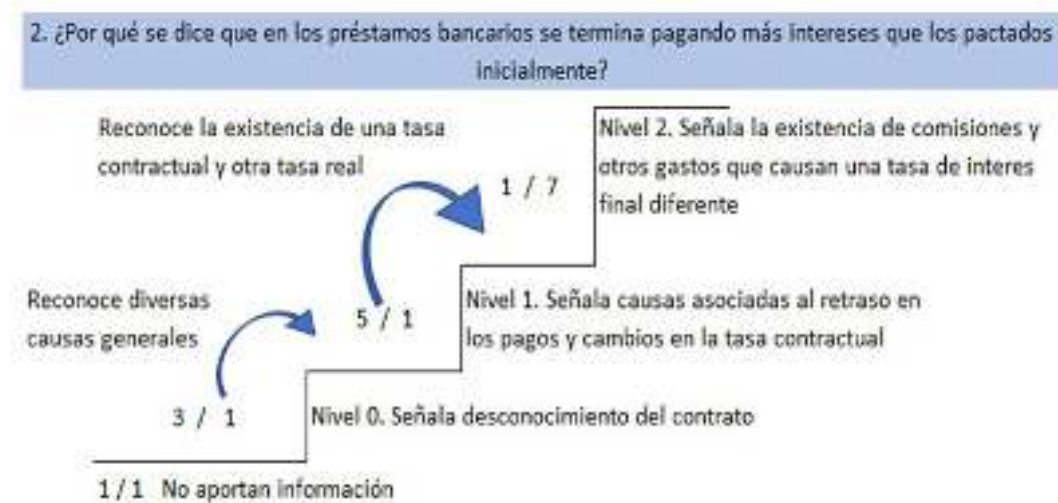 2. ¿Por qué se dice que en los préstamos bancarios se termina pagando más intereses que los pactados
inicialmente?
Reconoce la existencia de una tasa
contractual y otra tasa real
1 / 7
Nivel 2. Señala la existencia de comisiones y
otros gastos que causan una tasa de interes
final diferente
Reconoce diversas
causas generales
5 / 1
Nivel 1. Señala causas asociadas al retraso en
los pagos y cambios en la tasa contractual
3 / 1
Nivel 0. Señala desconocimiento del contrato
1 / 1 No aportan información